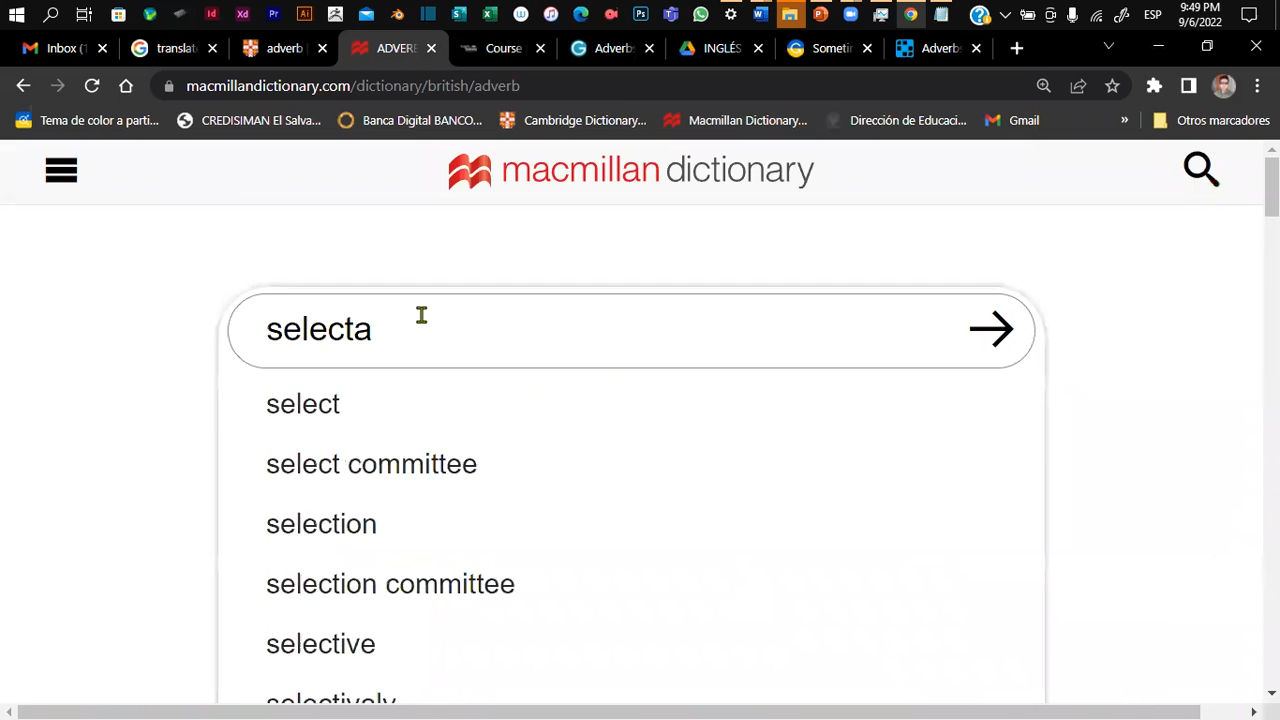 9:49 PM
ESP
9/6/2022
Inbox (1
translat
adverb
ADVERB
Course
Adverb
INGLÉS
Someti
Adverb
macmillandictionary.com/dictionary/british/adverb
Tema de color a parti...
CREDISIMAN El Salva...
Banca Digital BANCO...
Cambridge Dictionary...
Macmillan Dictionary...
Dirección de Educaci...
Gmail
»
Otros marcadores
macmillan dictionary
selecta
select
select committee
selection
selection committee
selective
selectively